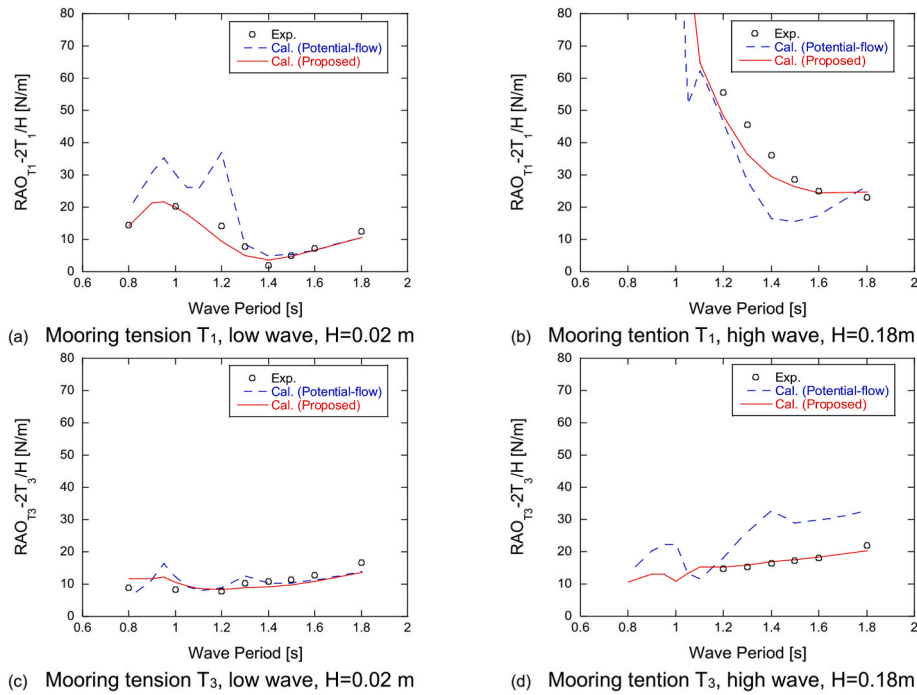 80
70
60
50
40
30
20
10
0
RAO_T1-2T_1/H [N/m]
Exp.
Cal. (Potential-flow)
Cal. (Proposed)
0.6 0.8 1 1.2 1.4 1.6 1.8 2
Wave Period [s]
(a) Mooring tension T1, low wave, H=0.02 m
80
70
60
50
40
30
20
10
0
RAO_T1-2T_1/H [N/m]
Exp.
Cal. (Potential-flow)
Cal. (Proposed)
0.6 0.8 1 1.2 1.4 1.6 1.8 2
Wave Period [s]
(b) Mooring tention T1, high wave, H=0.18m
80
70
60
50
40
30
20
10
0
RAO_T3-2T_3/H [N/m]
Exp.
Cal. (Potential-flow)
Cal. (Proposed)
0.6 0.8 1 1.2 1.4 1.6 1.8 2
Wave Period [s]
(c) Mooring tension T3, low wave, H=0.02 m
80
70
60
50
40
30
20
10
0
RAO_T3-2T_3/H [N/m]
Exp.
Cal. (Potential-flow)
Cal. (Proposed)
0.6 0.8 1 1.2 1.4 1.6 1.8 2
Wave Period [s]
(d) Mooring tention T3, high wave, H=0.18m